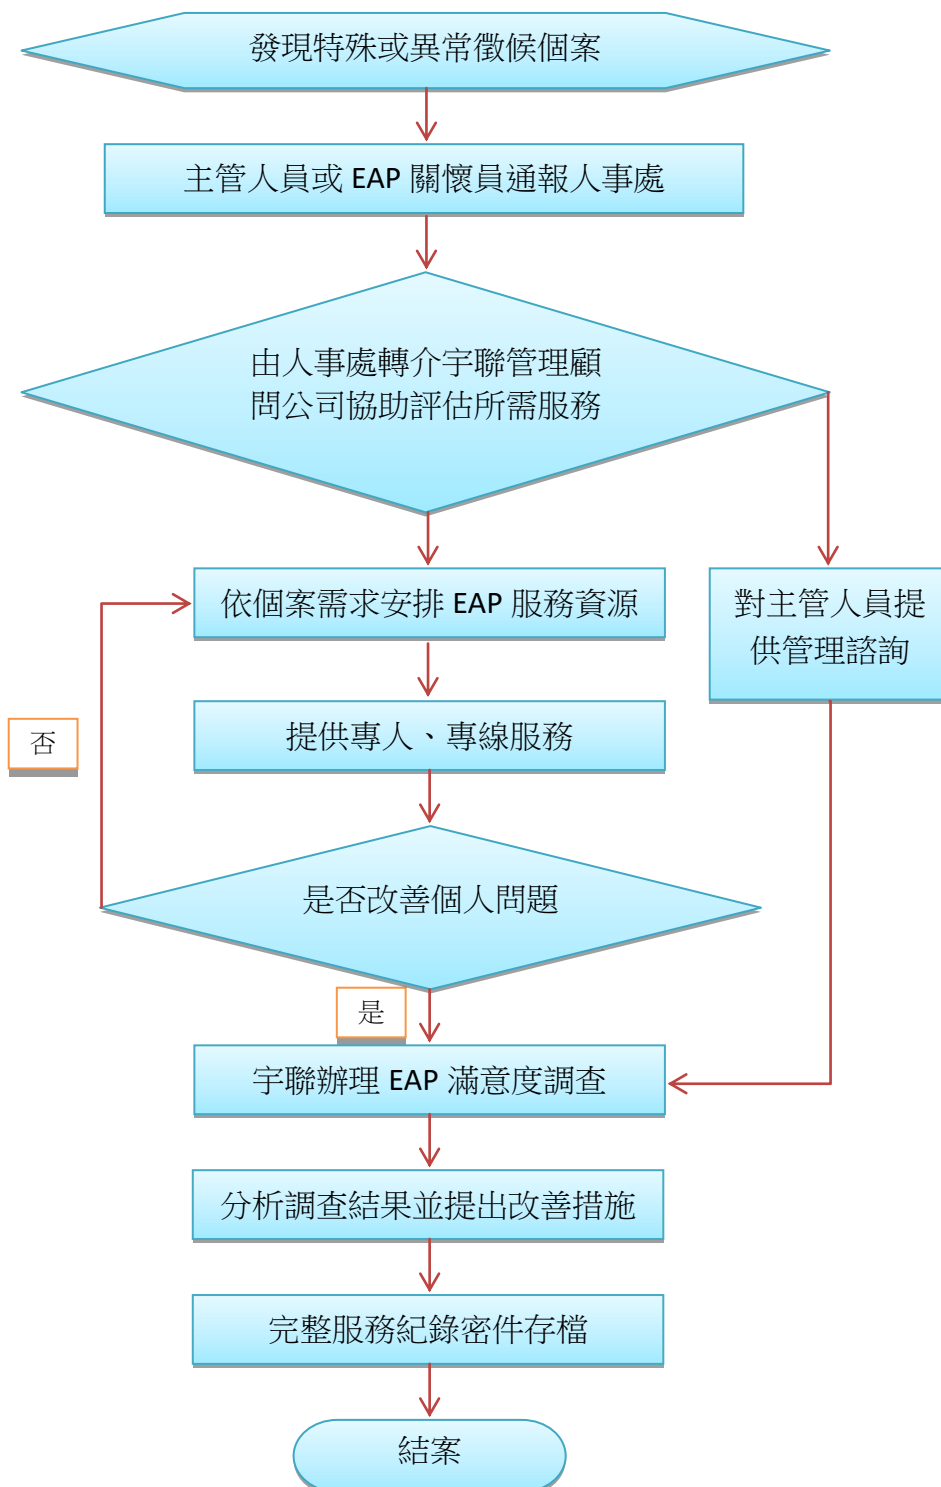 發現特殊或異常徵候個案
主管人員或 EAP 關懷員通報人事處
由人事處轉介宇聯管理顧
問公司協助評估所需服務
依個案需求安排 EAP 服務資源
對主管人員提
供管理諮詢
提供專人、專線服務
否
是否改善個人問題
是
宇聯辦理 EAP 滿意度調查
分析調查結果並提出改善措施
完整服務紀錄密件存檔
結案